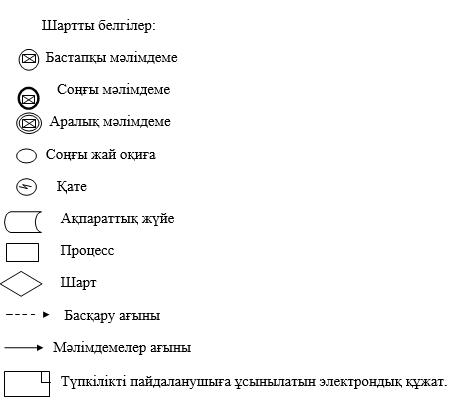 Шартты белгілер:
Бастапқы мәлімдеме
Соңғы мәлімдеме
Аралық мәлімдеме
Соңғы жай оқиға
Қате
Ақпараттық жүйе
Процесс
Шарт
Басқару ағыны
Мәлімдемелер ағыны
Түпкілікті пайдаланушыға ұсынылатын электрондық құжат.